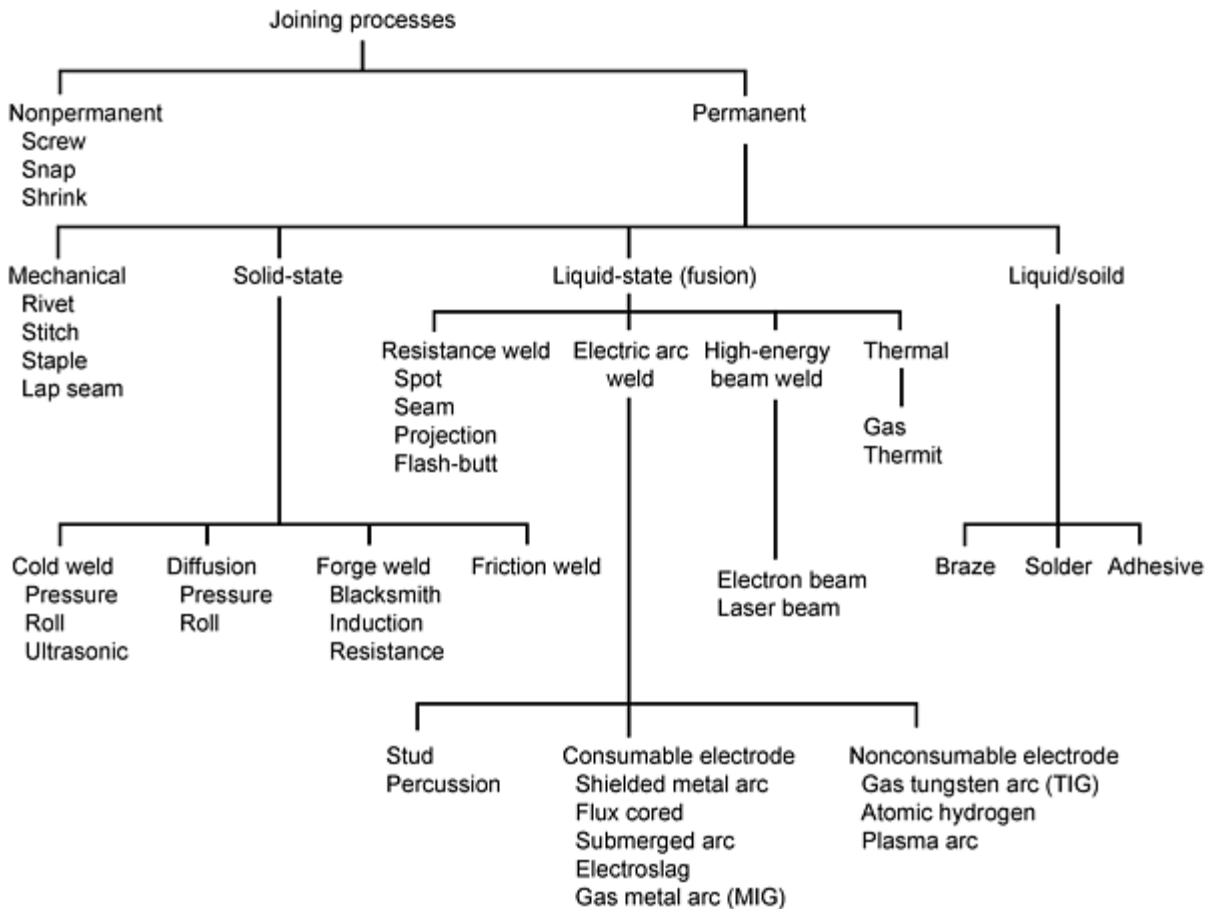 Joining processes
Nonpermanent
Screw
Snap
Shrink
Permanent
Mechanical
Rivet
Stitch
Staple
Lap seam
Solid-state
Liquid-state (fusion)
Liquid/soild
Resistance weld
Spot
Seam
Projection
Flash-butt
Electric arc
weld
High-energy
beam weld
Thermal
Gas
Thermit
Cold weld
Pressure
Roll
Ultrasonic
Diffusion
Pressure
Roll
Forge weld
Blacksmith
Induction
Resistance
Friction weld
Electron beam
Laser beam
Braze
Solder
Adhesive
Stud
Percussion
Consumable electrode
Shielded metal arc
Flux cored
Submerged arc
Electroslag
Gas metal arc (MIG)
Nonconsumable electrode
Gas tungsten arc (TIG)
Atomic hydrogen
Plasma arc